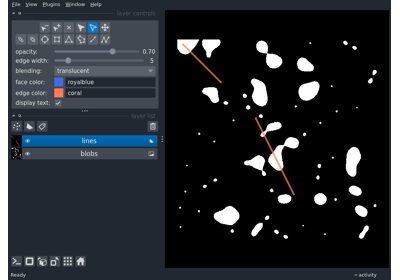 File View Plugins Window Help
layer controls
opacity: 0.70
edge width: 5
blending: translucent
face color: royalblue
edge color: coral
display text:
layer list
lines
blobs
Ready
activity